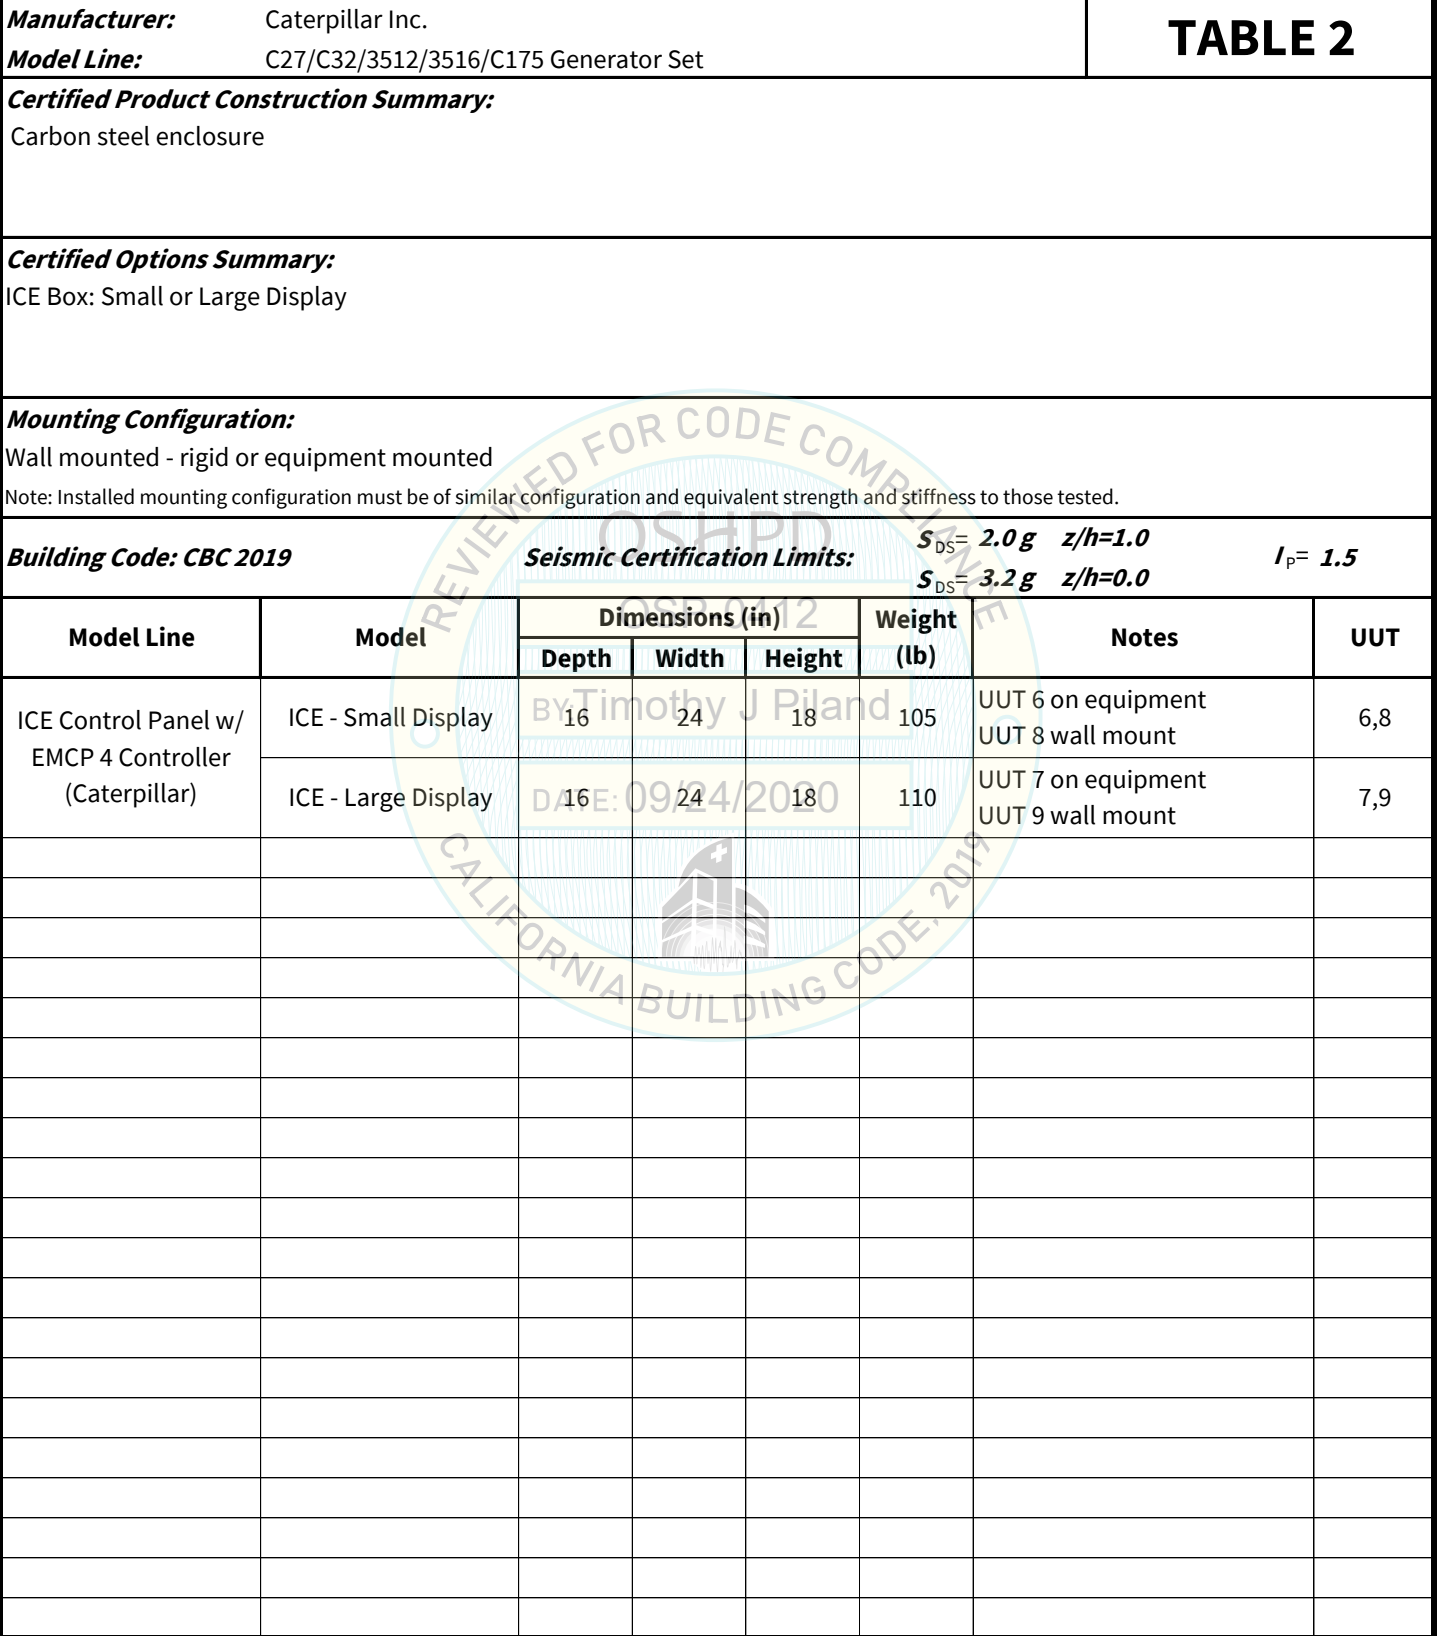 Manufacturer: Caterpillar Inc.
TABLE 2
Model Line: C27/C32/3512/3516/C175 Generator Set
Certified Product Construction Summary:
Carbon steel enclosure
Certified Options Summary:
ICE Box: Small or Large Display
Mounting Configuration:
Wall mounted - rigid or equipment mounted
Note: Installed mounting configuration must be of similar configuration and equivalent strength and stiffness to those tested.
Building Code: CBC 2019 Seismic Certification Limits: SDS= 2.0 g z/h=1.0 IP= 1.5
SDS= 3.2 g z/h=0.0
Model Line Model Dimensions (in) Weight (lb) Notes UUT
Depth Width Height
ICE Control Panel w/
EMCP 4 Controller
(Caterpillar)
ICE - Small Display 16 24 18 105 UUT 6 on equipment 6,8
UUT 8 wall mount
ICE - Large Display 16 24 18 110 UUT 7 on equipment 7,9
UUT 9 wall mount
REVIEWED FOR CODE COMPLIANCE
OSHPD
OSP-0412
BY: Timothy J Piland
DATE: 09/24/2020
CALIFORNIA BUILDING CODE, 2019